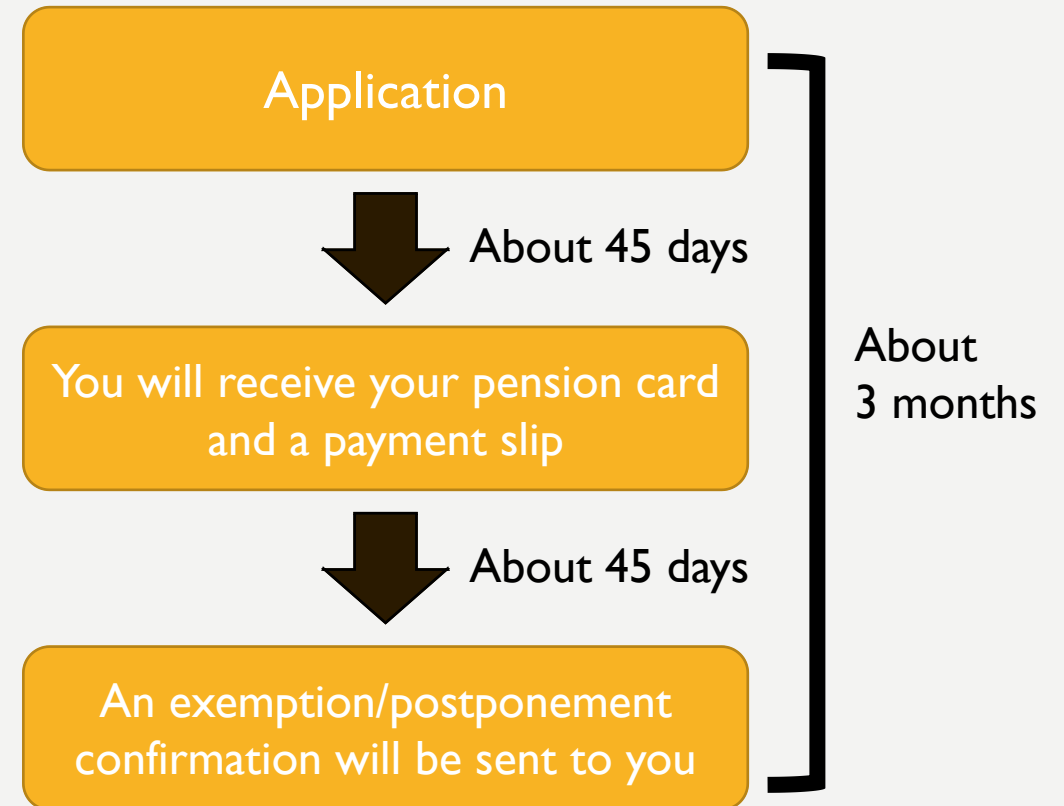 Application
About 45 days
You will receive your pension card
and a payment slip
About 45 days
An exemption/postponement
confirmation will be sent to you
About
3 months